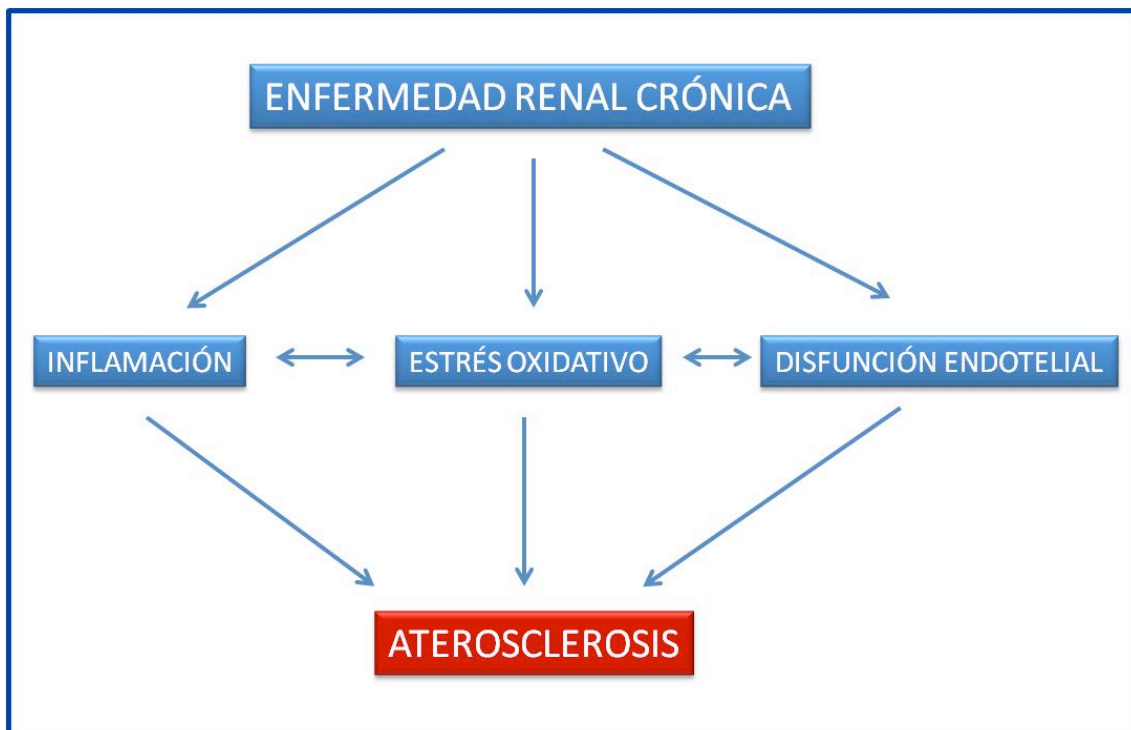 ENFERMEDAD RENAL CRÓNICA
INFLAMACIÓN
ESTRÉS OXIDATIVO
DISFUNCIÓN ENDOTELIAL
ATEROSCLEROSIS